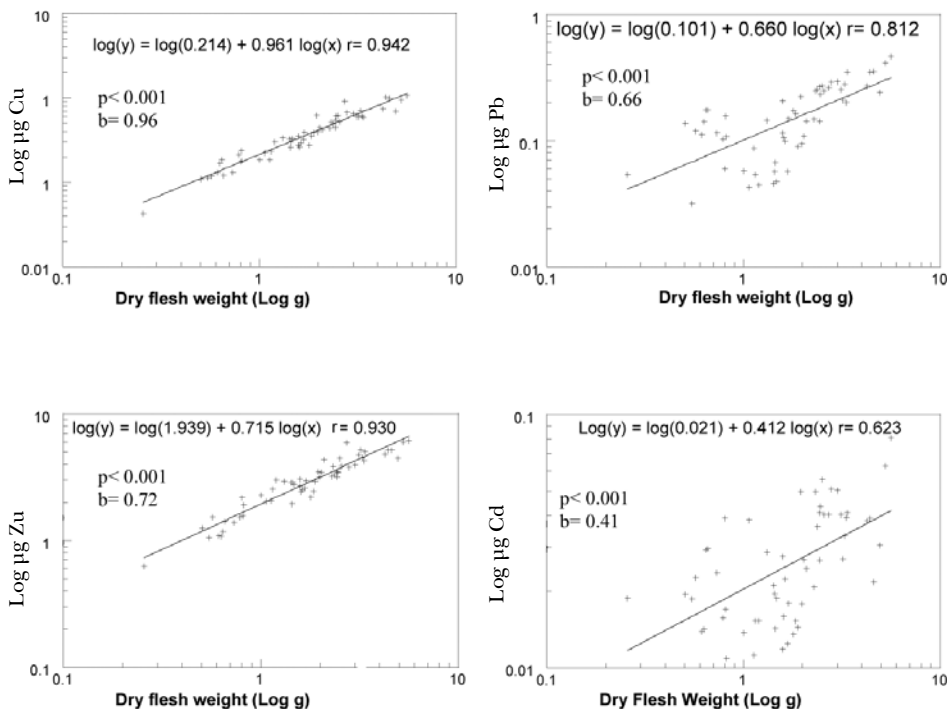 log(y) = log(0.214) + 0.961 log(x) r= 0.942
p< 0.001
b= 0.96
Log µg Cu
10
1
0.1
0.01
0.1
1
10
Dry flesh weight (Log g)
log(y) = log(0.101) + 0.660 log(x) r= 0.812
p< 0.001
b= 0.66
Log µg Pb
1
0.1
0.01
0.1
1
10
Dry flesh weight (Log g)
log(y) = log(1.939) + 0.715 log(x) r= 0.930
p< 0.001
b= 0.72
Log µg Zu
10
1
0.1
0.1
1
10
Dry flesh weight (Log g)
Log(y) = log(0.021) + 0.412 log(x) r= 0.623
p< 0.001
b= 0.41
Log µg Cd
0.1
0.01
0.1
1
10
Dry Flesh Weight (Log g)